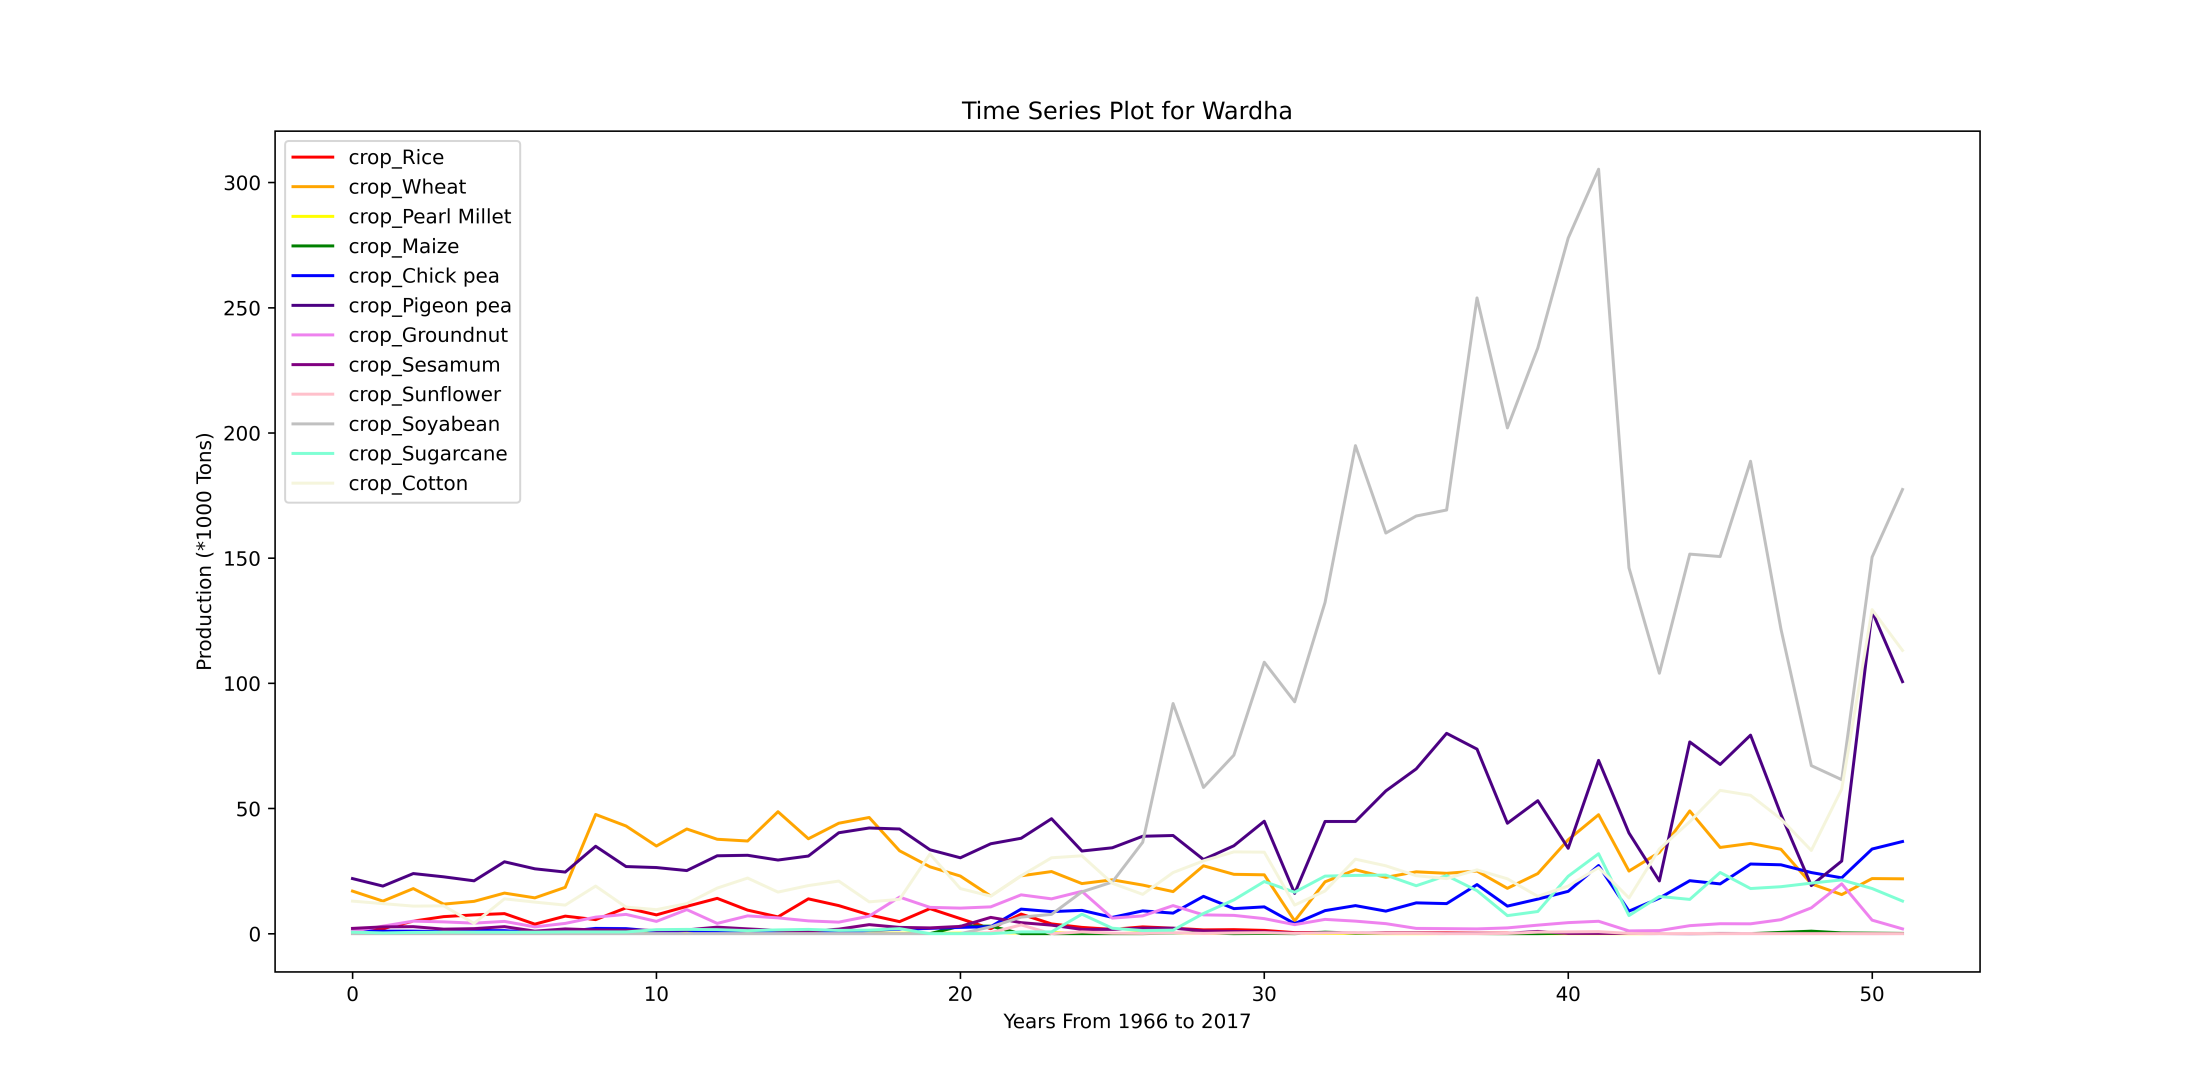 Time Series Plot for Wardha
crop_Rice
crop_Wheat
crop_Pearl Millet
crop_Maize
crop_Chick pea
crop_Pigeon pea
crop_Groundnut
crop_Sesamum
crop_Sunflower
crop_Soyabean
crop_Sugarcane
crop_Cotton
Production (*1000 Tons)
300
250
200
150
100
50
0
0 10 20 30 40 50
Years From 1966 to 2017